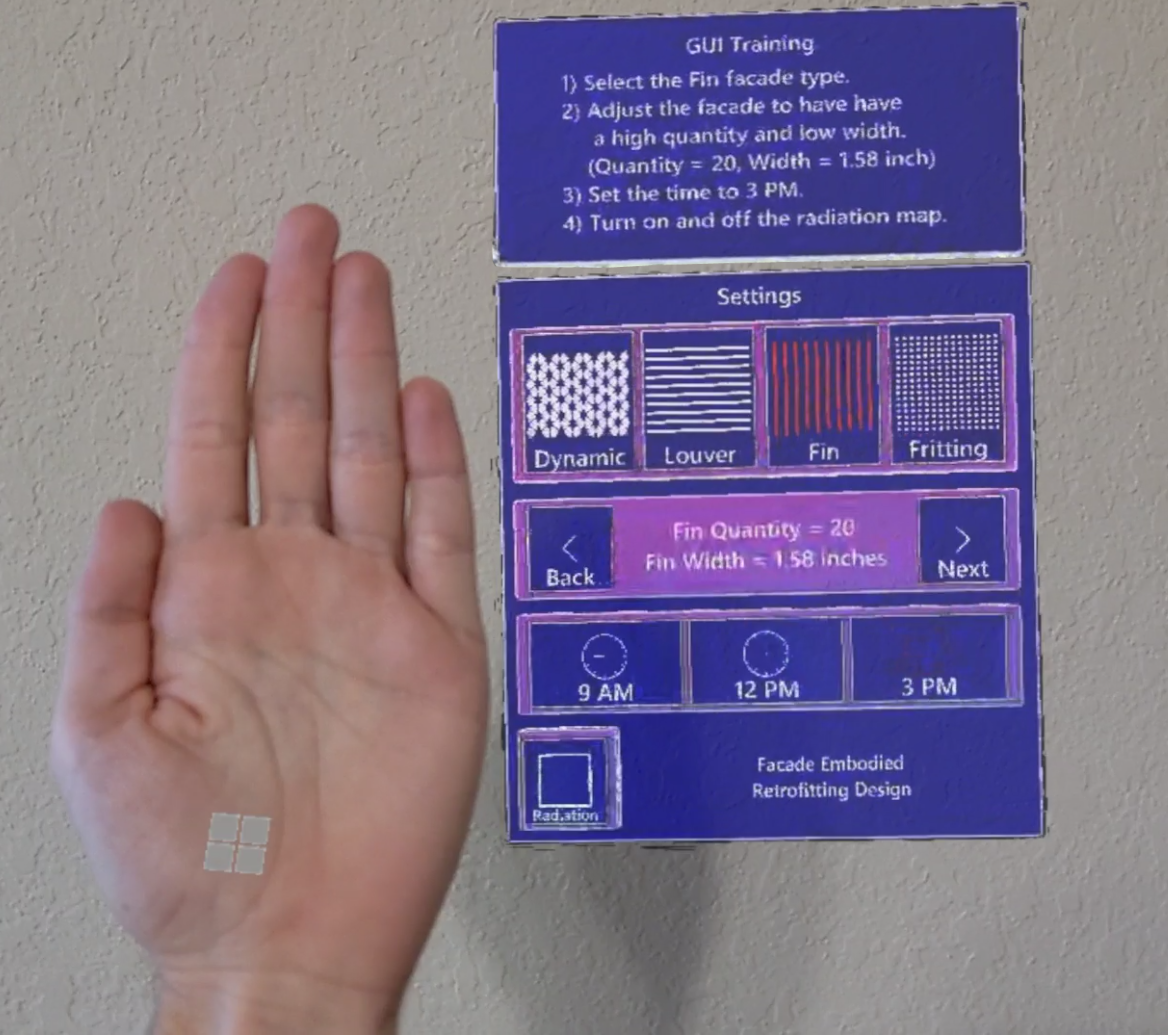 GUI Training
1) Select the Fin facade type.
2) Adjust the facade to have have
a high quantity and low width.
(Quantity = 20, Width = 1.58 inch)
3) Set the time to 3 PM.
4) Turn on and off the radiation map.
Settings
Dynamic
Louver
Fin
Fritting
< Back
Fin Quantity = 20
Fin Width = 1.58 inches
> Next
9 AM
12 PM
3 PM
Radiation
Facade Embodied
Retrofitting Design